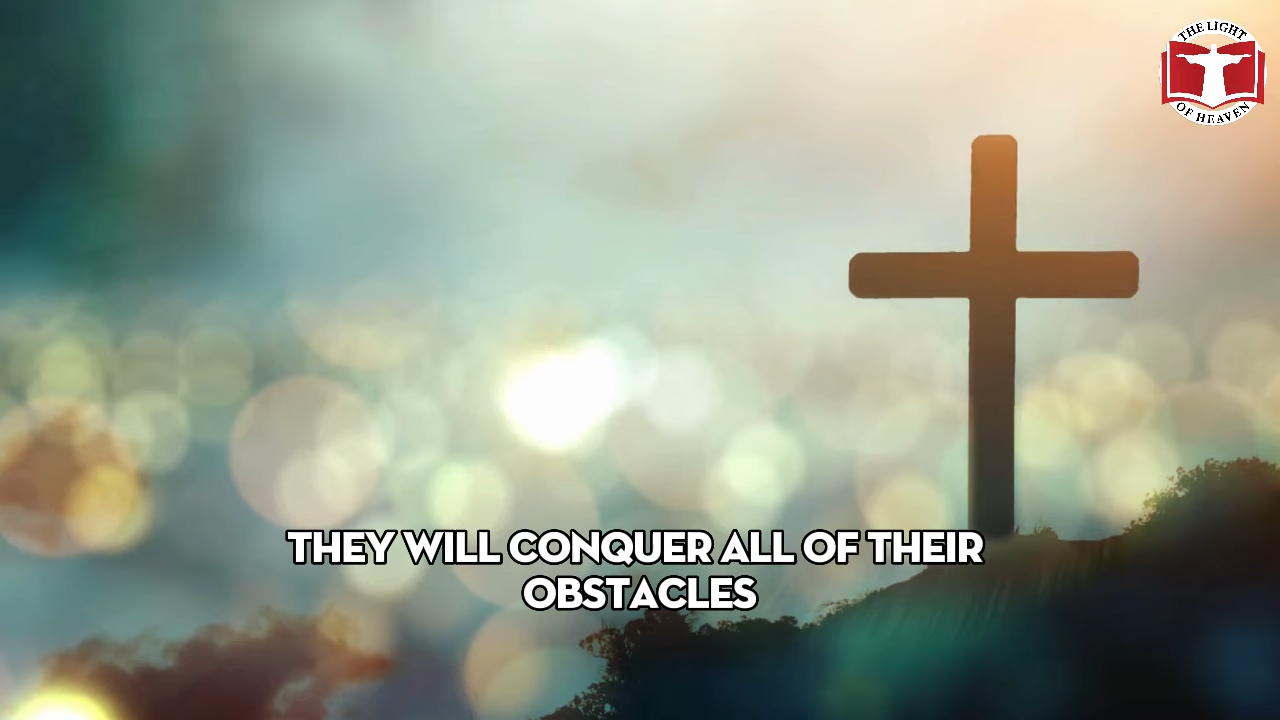 THE LIGHT
OF HEAVEN
THEY WILL CONQUER ALL OF THEIR
OBSTACLES